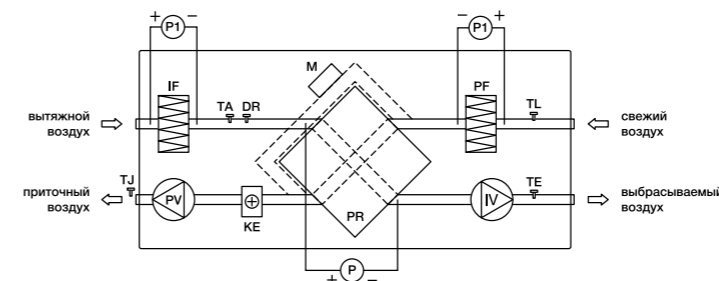 + P1 − − P1 +
M
IF PF
TA DR TL
вытяжной
воздух
свежий
воздух
TJ TE
приточный
воздух
PV KE PR IV
выбрасываемый
воздух
+ P −